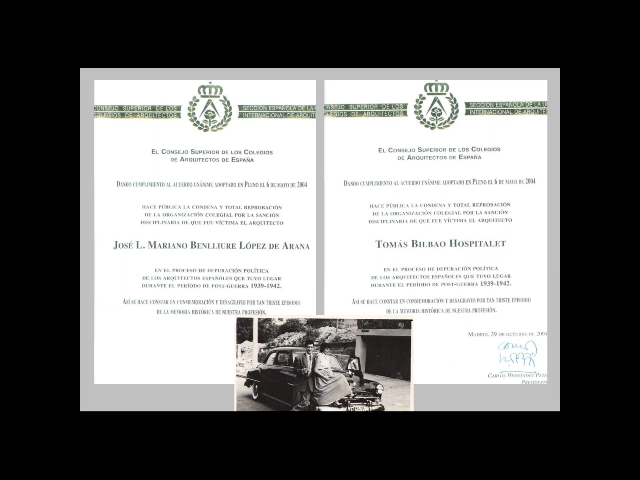 CONSEJO SUPERIOR DE LOS
COLEGIOS DE ARQUITECTOS
SECCION ESPAÑOLA DE LA U
INTERNACIONAL DE ARQUITEC
EL CONSEJO SUPERIOR DE LOS COLEGIOS
DE ARQUITECTOS DE ESPAÑA
DANDO CUMPLIMIENTO AL ACUERDO UNÁNIME ADOPTADO EN PLENO EL 6 DE MAYO DE 2004
HACE PÚBLICA LA CONDENA Y TOTAL REPROBACIÓN
DE LA ORGANIZACIÓN COLEGIAL POR LA SANCIÓN
DISCIPLINARIA DE QUE FUE VÍCTIMA EL ARQUITECTO
JOSÉ L. MARIANO BENLLIURE LÓPEZ DE ARANA
EN EL PROCESO DE DEPURACIÓN POLÍTICA
DE LOS ARQUITECTOS ESPAÑOLES QUE TUVO LUGAR
DURANTE EL PERÍODO DE POST-GUERRA 1939-1942.
ASÍ SE HACE CONSTAR EN CONMEMORACIÓN Y DESAGRAVIO POR TAN TRISTE EPISODIO
DE LA MEMORIA HISTÓRICA DE NUESTRA PROFESIÓN.
CONSEJO SUPERIOR DE LOS
COLEGIOS DE ARQUITECTOS
SECCION ESPAÑOLA DE LA U
INTERNACIONAL DE ARQUITEC
EL CONSEJO SUPERIOR DE LOS COLEGIOS
DE ARQUITECTOS DE ESPAÑA
DANDO CUMPLIMIENTO AL ACUERDO UNÁNIME ADOPTADO EN PLENO EL 6 DE MAYO DE 2004
HACE PÚBLICA LA CONDENA Y TOTAL REPROBACIÓN
DE LA ORGANIZACIÓN COLEGIAL POR LA SANCIÓN
DISCIPLINARIA DE QUE FUE VÍCTIMA EL ARQUITECTO
TOMÁS BILBAO HOSPITALET
EN EL PROCESO DE DEPURACIÓN POLÍTICA
DE LOS ARQUITECTOS ESPAÑOLES QUE TUVO LUGAR
DURANTE EL PERÍODO DE POST-GUERRA 1939-1942.
ASÍ SE HACE CONSTAR EN CONMEMORACIÓN Y DESAGRAVIO POR TAN TRISTE EPISODIO
DE LA MEMORIA HISTÓRICA DE NUESTRA PROFESIÓN.
MADRID, 29 DE OCTUBRE DE 2004
CARLOS HERNÁNDEZ PEZ
PRESIDENTE